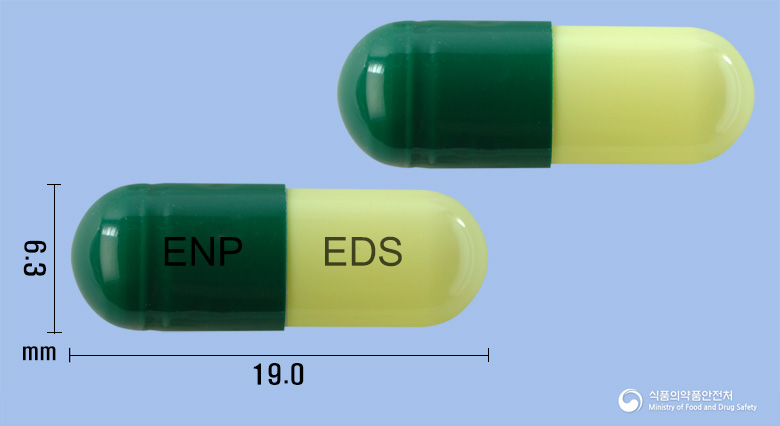 ENP EDS
6.3
mm
19.0
식품의약품안전처
Ministry of Food and Drug Safety